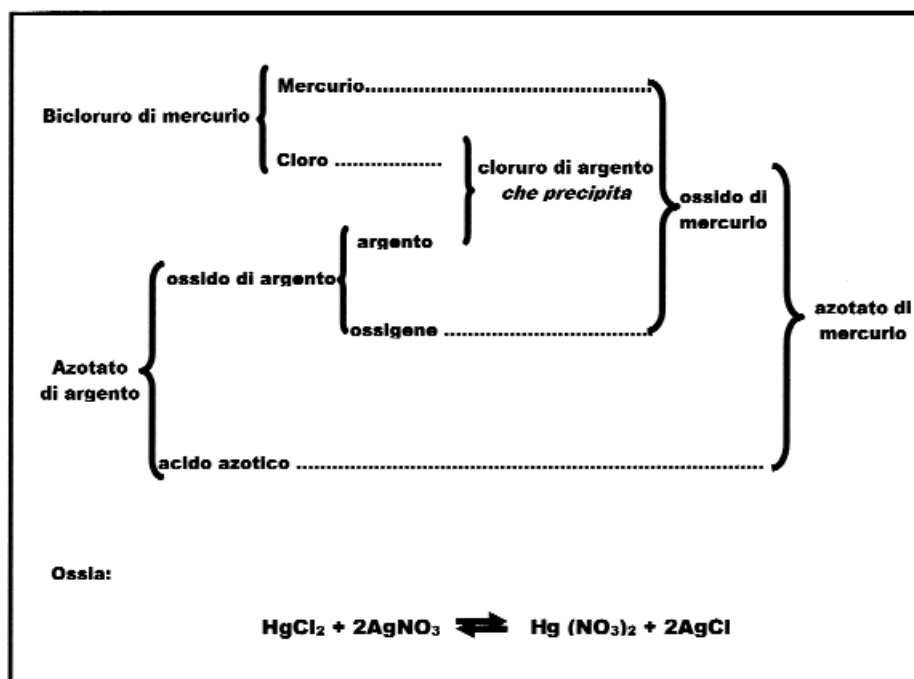 Mercurio................................................
Bicloruro di mercurio
Cloro ..................
cloruro di argento
che precipita
ossido di
mercurio
argento
ossido di argento
ossigene ...................................
azotato di
mercurio
Azotato
di argento
acido azotico ................................................................................
Ossia:
HgCl₂ + 2AgNO₃ ⇌ Hg (NO₃)₂ + 2AgCl